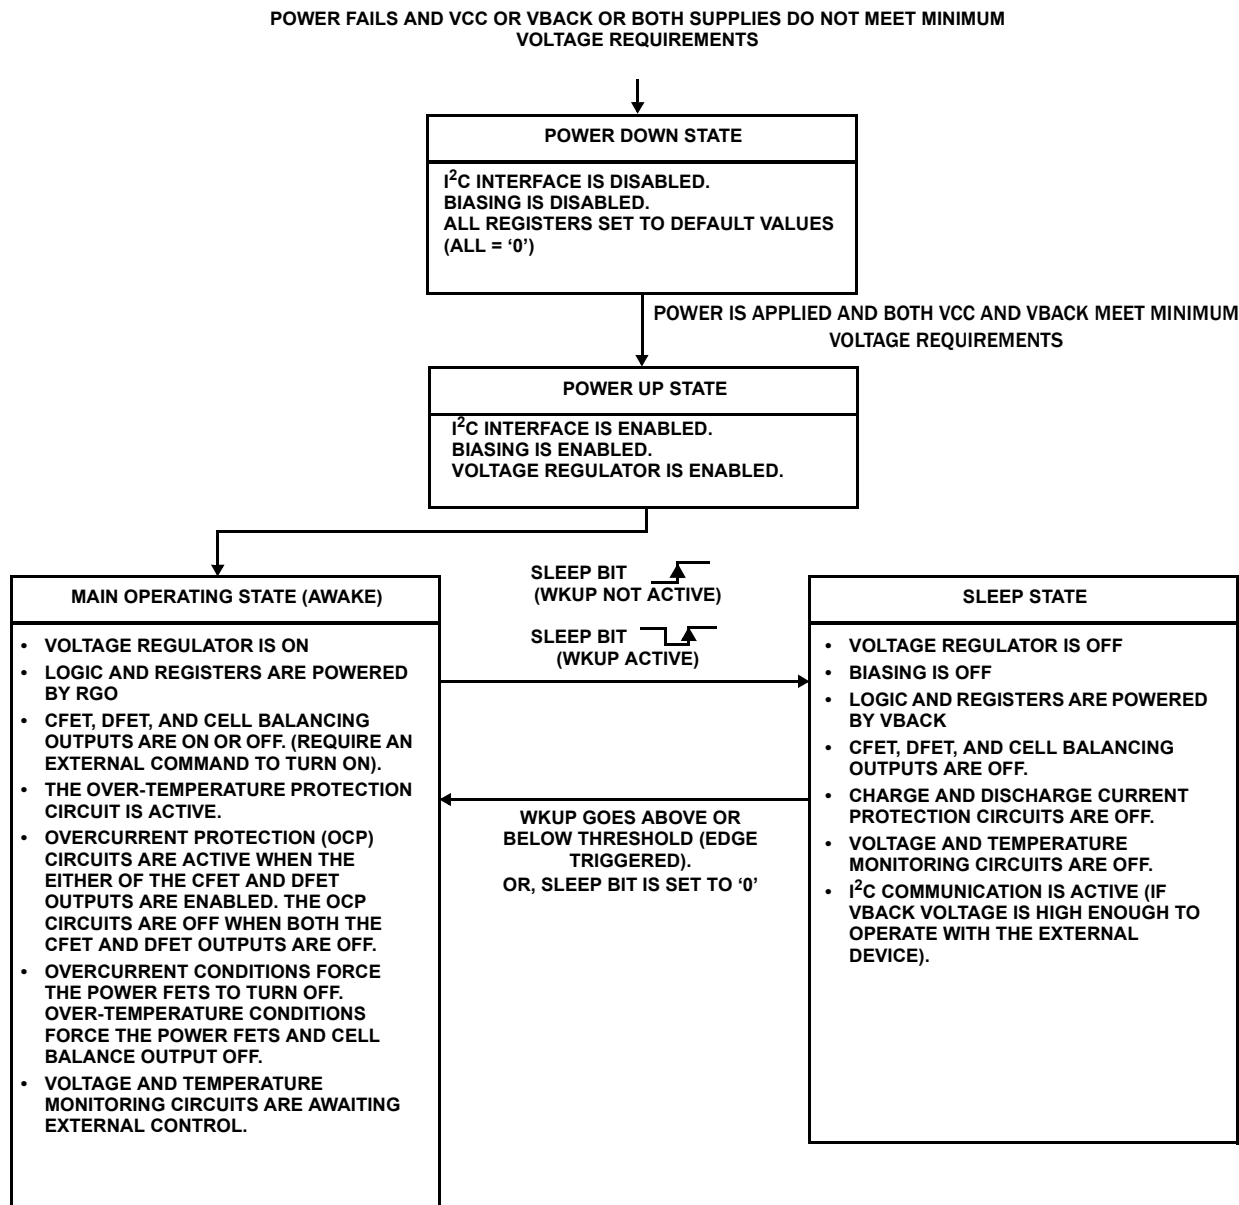 POWER FAILS AND VCC OR VBACK OR BOTH SUPPLIES DO NOT MEET MINIMUM
VOLTAGE REQUIREMENTS
POWER DOWN STATE
I²C INTERFACE IS DISABLED.
BIASING IS DISABLED.
ALL REGISTERS SET TO DEFAULT VALUES
(ALL = ‘0’)
POWER IS APPLIED AND BOTH VCC AND VBACK MEET MINIMUM
VOLTAGE REQUIREMENTS
POWER UP STATE
I²C INTERFACE IS ENABLED.
BIASING IS ENABLED.
VOLTAGE REGULATOR IS ENABLED.
MAIN OPERATING STATE (AWAKE)
• VOLTAGE REGULATOR IS ON
• LOGIC AND REGISTERS ARE POWERED
BY RGO
• CFET, DFET, AND CELL BALANCING
OUTPUTS ARE ON OR OFF. (REQUIRE AN
EXTERNAL COMMAND TO TURN ON).
• THE OVER-TEMPERATURE PROTECTION
CIRCUIT IS ACTIVE.
• OVERCURRENT PROTECTION (OCP)
CIRCUITS ARE ACTIVE WHEN THE
EITHER OF THE CFET AND DFET
OUTPUTS ARE ENABLED. THE OCP
CIRCUITS ARE OFF WHEN BOTH THE
CFET AND DFET OUTPUTS ARE OFF.
• OVERCURRENT CONDITIONS FORCE
THE POWER FETS TO TURN OFF.
OVER-TEMPERATURE CONDITIONS
FORCE THE POWER FETS AND CELL
BALANCE OUTPUT OFF.
• VOLTAGE AND TEMPERATURE
MONITORING CIRCUITS ARE AWAITING
EXTERNAL CONTROL.
SLEEP BIT
(WKUP NOT ACTIVE)
SLEEP BIT
(WKUP ACTIVE)
WKUP GOES ABOVE OR
BELOW THRESHOLD (EDGE
TRIGGERED).
OR, SLEEP BIT IS SET TO ‘0’
SLEEP STATE
• VOLTAGE REGULATOR IS OFF
• BIASING IS OFF
• LOGIC AND REGISTERS ARE POWERED
BY VBACK
• CFET, DFET, AND CELL BALANCING
OUTPUTS ARE OFF.
• CHARGE AND DISCHARGE CURRENT
PROTECTION CIRCUITS ARE OFF.
• VOLTAGE AND TEMPERATURE
MONITORING CIRCUITS ARE OFF.
• I²C COMMUNICATION IS ACTIVE (IF
VBACK VOLTAGE IS HIGH ENOUGH TO
OPERATE WITH THE EXTERNAL
DEVICE).